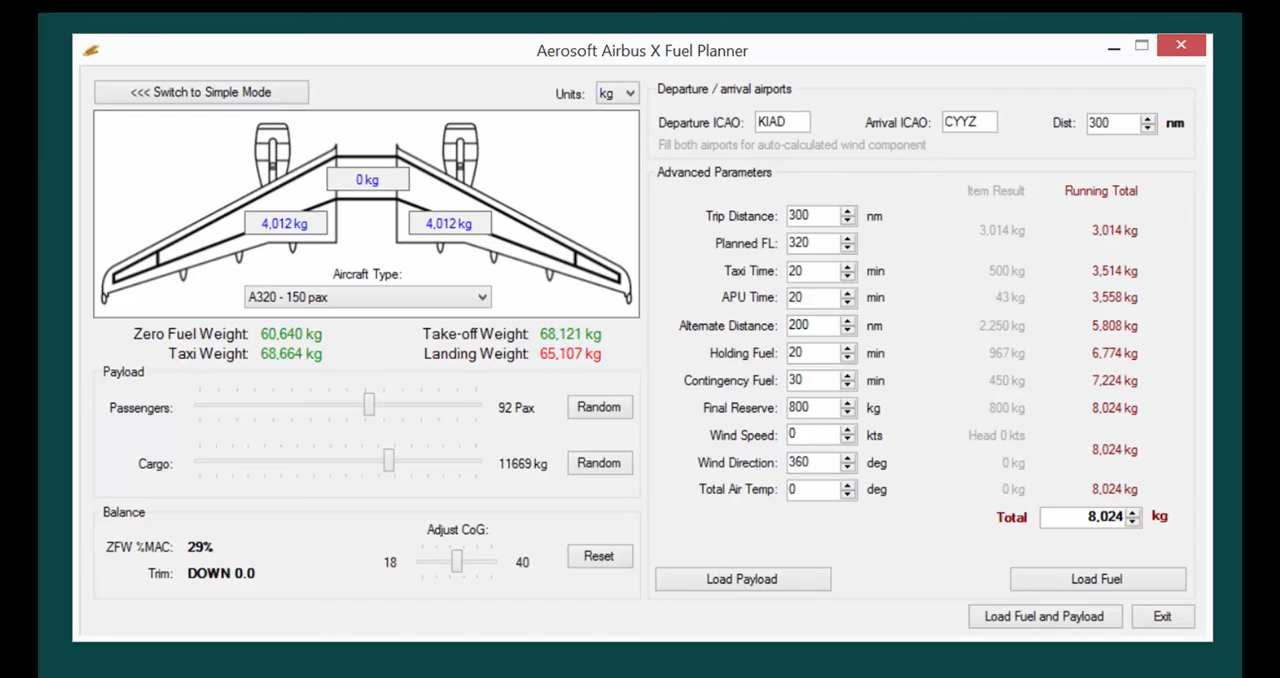 Aerosoft Airbus X Fuel Planner
<<< Switch to Simple Mode
Units: kg
0 kg
4,012 kg 4,012 kg
Aircraft Type:
A320 - 150 pax
Zero Fuel Weight: 60,640 kg Take-off Weight: 68,121 kg
Taxi Weight: 68,664 kg Landing Weight: 65,107 kg
Payload
Passengers: 92 Pax Random
Cargo: 11669 kg Random
Balance
Adjust CoG:
ZFW %MAC: 29% 18 40 Reset
Trim: DOWN 0.0
Departure / arrival airports
Departure ICAO: KIAD Arrival ICAO: CYYZ Dist: 300 nm
Fill both airports for auto-calculated wind component
Advanced Parameters
Item Result Running Total
Trip Distance: 300 nm
3,014 kg 3,014 kg
Planned FL: 320
Taxi Time: 20 min 500 kg 3,514 kg
APU Time: 20 min 43 kg 3,558 kg
Alternate Distance: 200 nm 2,250 kg 5,808 kg
Holding Fuel: 20 min 967 kg 6,774 kg
Contingency Fuel: 30 min 450 kg 7,224 kg
Final Reserve: 800 kg 800 kg 8,024 kg
Wind Speed: 0 kts Head 0 kts
8,024 kg
Wind Direction: 360 deg 0 kg
Total Air Temp: 0 deg 0 kg 8,024 kg
Total 8,024 kg
Load Payload Load Fuel
Load Fuel and Payload Exit